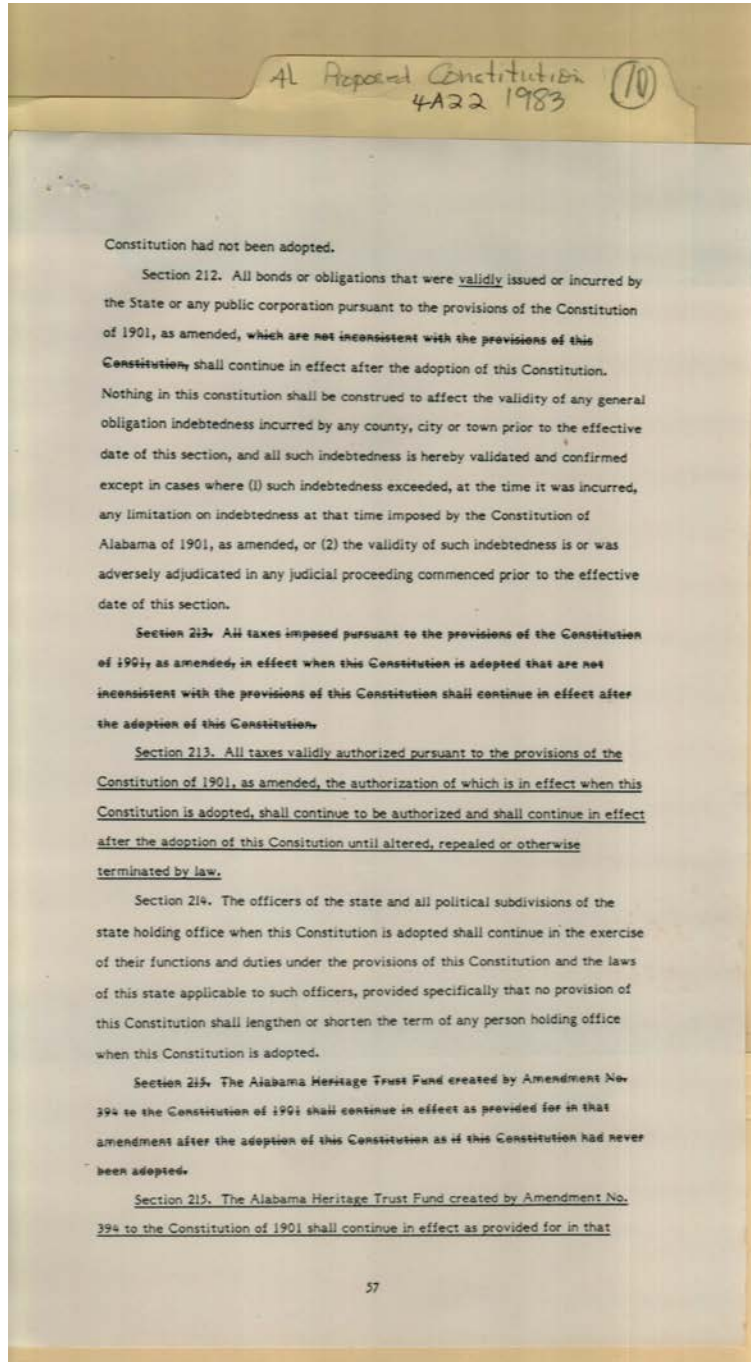 AL Proposed Constitution 10
4A22 1983
Constitution had not been adopted.
Section 212. All bonds or obligations that were validly issued or incurred by
the State or any public corporation pursuant to the provisions of the Constitution
of 1901, as amended, which are not inconsistent with the provisions of this
Constitution, shall continue in effect after the adoption of this Constitution.
Nothing in this constitution shall be construed to affect the validity of any general
obligation indebtedness incurred by any county, city or town prior to the effective
date of this section, and all such indebtedness is hereby validated and confirmed
except in cases where (1) such indebtedness exceeded, at the time it was incurred,
any limitation on indebtedness at that time imposed by the Constitution of
Alabama of 1901, as amended, or (2) the validity of such indebtedness is or was
adversely adjudicated in any judicial proceeding commenced prior to the effective
date of this section.
Section 213. All taxes imposed pursuant to the provisions of the Constitution
of 1901, as amended, in effect when this Constitution is adopted that are not
inconsistent with the provisions of this Constitution shall continue in effect after
the adoption of this Constitution.
Section 213. All taxes validly authorized pursuant to the provisions of the
Constitution of 1901, as amended, the authorization of which is in effect when this
Constitution is adopted, shall continue to be authorized and shall continue in effect
after the adoption of this Consitution until altered, repealed or otherwise
terminated by law.
Section 214. The officers of the state and all political subdivisions of the
state holding office when this Constitution is adopted shall continue in the exercise
of their functions and duties under the provisions of this Constitution and the laws
of this state applicable to such officers, provided specifically that no provision of
this Constitution shall lengthen or shorten the term of any person holding office
when this Constitution is adopted.
Section 215. The Alabama Heritage Trust Fund created by Amendment No.
394 to the Constitution of 1901 shall continue in effect as provided for in that
amendment after the adoption of this Constitution as if this Constitution had never
been adopted.
Section 215. The Alabama Heritage Trust Fund created by Amendment No.
394 to the Constitution of 1901 shall continue in effect as provided for in that
57